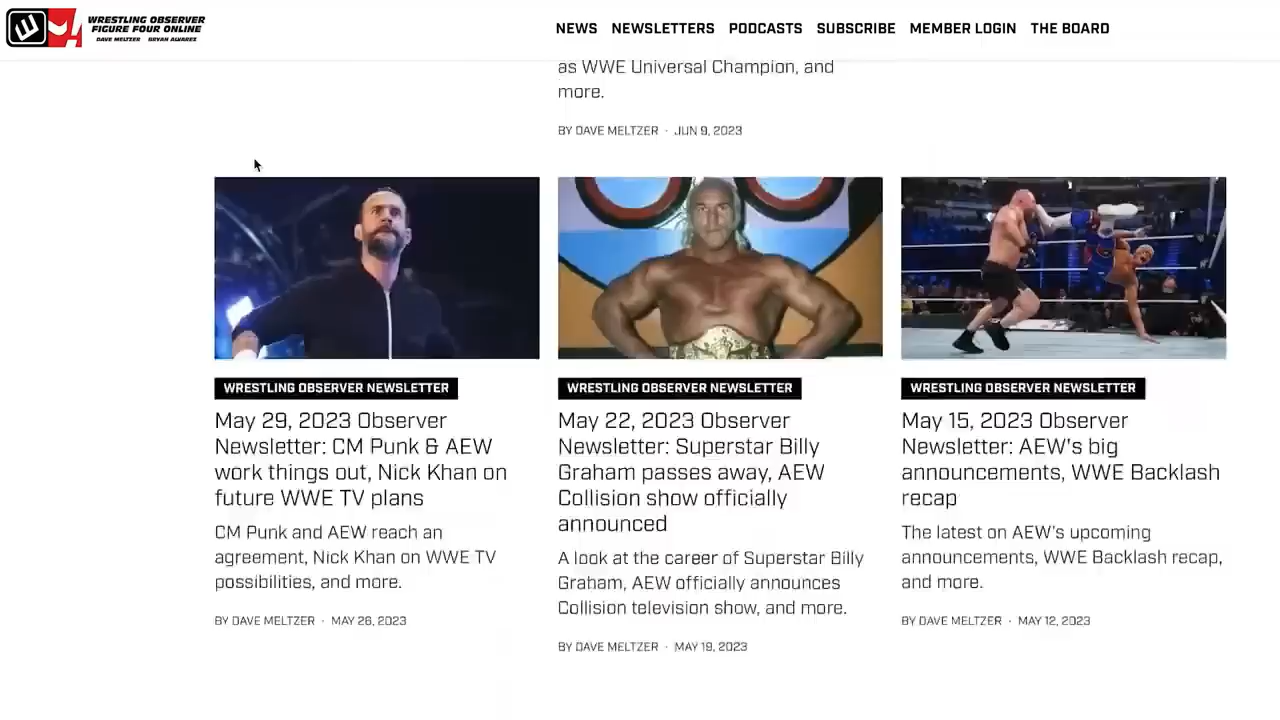 WRESTLING OBSERVER
FIGURE FOUR ONLINE
DAVE MELTZER BRYAN ALVAREZ
NEWS NEWSLETTERS PODCASTS SUBSCRIBE MEMBER LOGIN THE BOARD
as WWE Universal Champion, and
more.
BY DAVE MELTZER · JUN 9, 2023
WRESTLING OBSERVER NEWSLETTER
May 29, 2023 Observer
Newsletter: CM Punk & AEW
work things out, Nick Khan on
future WWE TV plans
CM Punk and AEW reach an
agreement, Nick Khan on WWE TV
possibilities, and more.
BY DAVE MELTZER · MAY 26, 2023
WRESTLING OBSERVER NEWSLETTER
May 22, 2023 Observer
Newsletter: Superstar Billy
Graham passes away, AEW
Collision show officially
announced
A look at the career of Superstar Billy
Graham, AEW officially announces
Collision television show, and more.
BY DAVE MELTZER · MAY 19, 2023
WRESTLING OBSERVER NEWSLETTER
May 15, 2023 Observer
Newsletter: AEW's big
announcements, WWE Backlash
recap
The latest on AEW's upcoming
announcements, WWE Backlash recap,
and more.
BY DAVE MELTZER · MAY 12, 2023